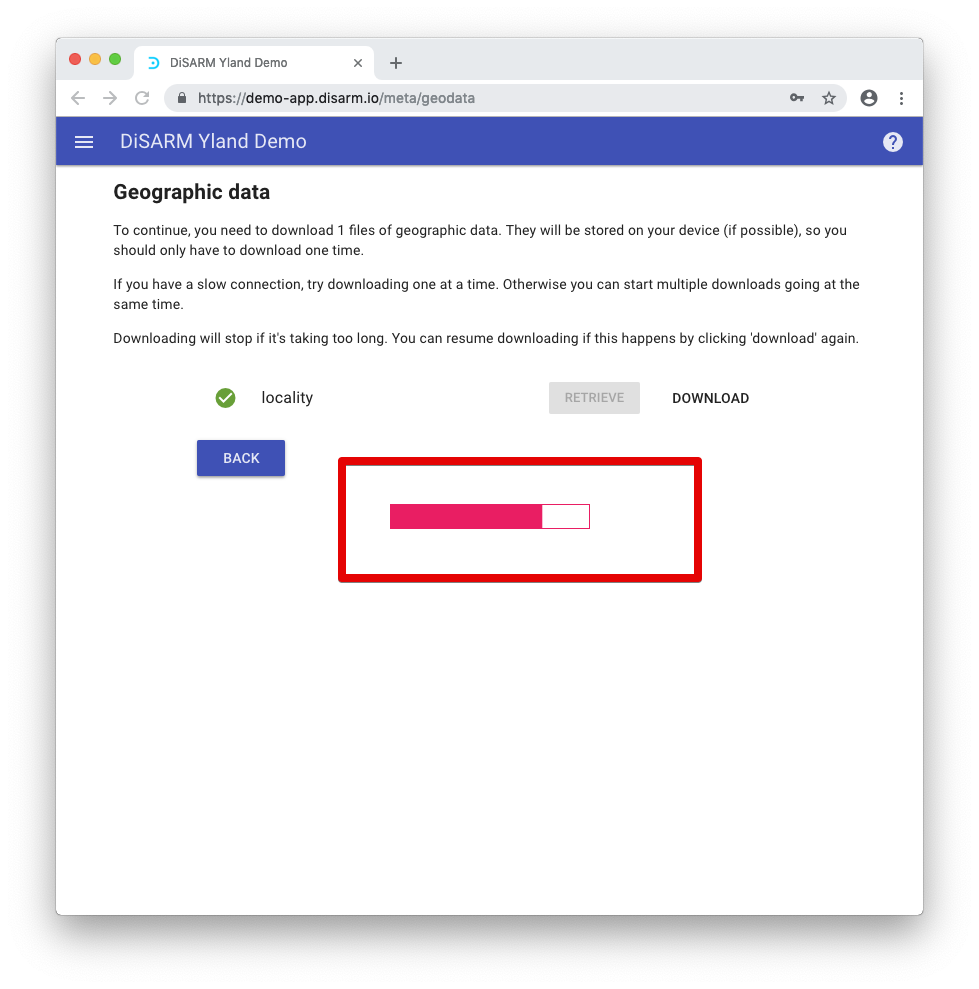 DiSARM Yland Demo
https://demo-app.disarm.io/meta/geodata
DiSARM Yland Demo
Geographic data
To continue, you need to download 1 files of geographic data. They will be stored on your device (if possible), so you
should only have to download one time.
If you have a slow connection, try downloading one at a time. Otherwise you can start multiple downloads going at the
same time.
Downloading will stop if it's taking too long. You can resume downloading if this happens by clicking 'download' again.
locality RETRIEVE DOWNLOAD
BACK